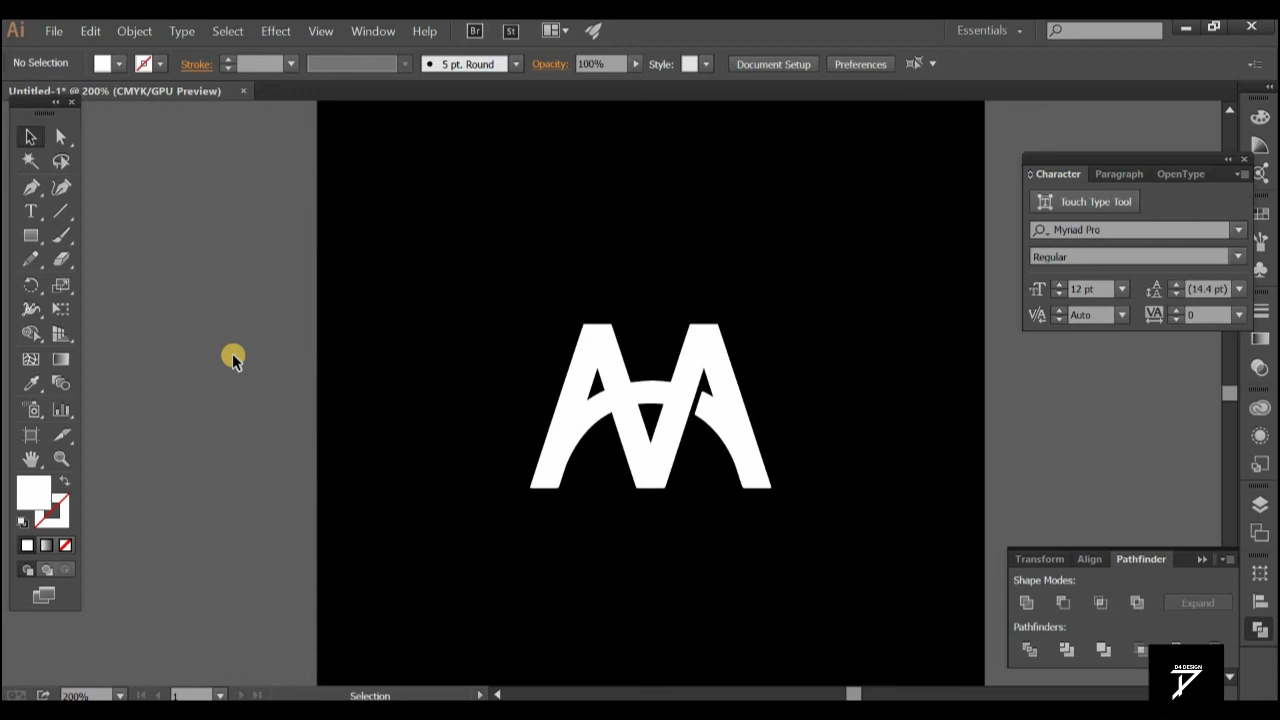 Ai File Edit Object Type Select Effect View Window Help Br St Essentials
No Selection Stroke: 5 pt. Round Opacity: 100% Style: Document Setup Preferences
Untitled-1* @ 200% (CMYK/GPU Preview)
Character Paragraph OpenType
Touch Type Tool
Myriad Pro
Regular
12 pt (14.4 pt)
Auto 0
Transform Align Pathfinder
Shape Modes:
Expand
Pathfinders:
D4 DESIGN
200% 1 Selection